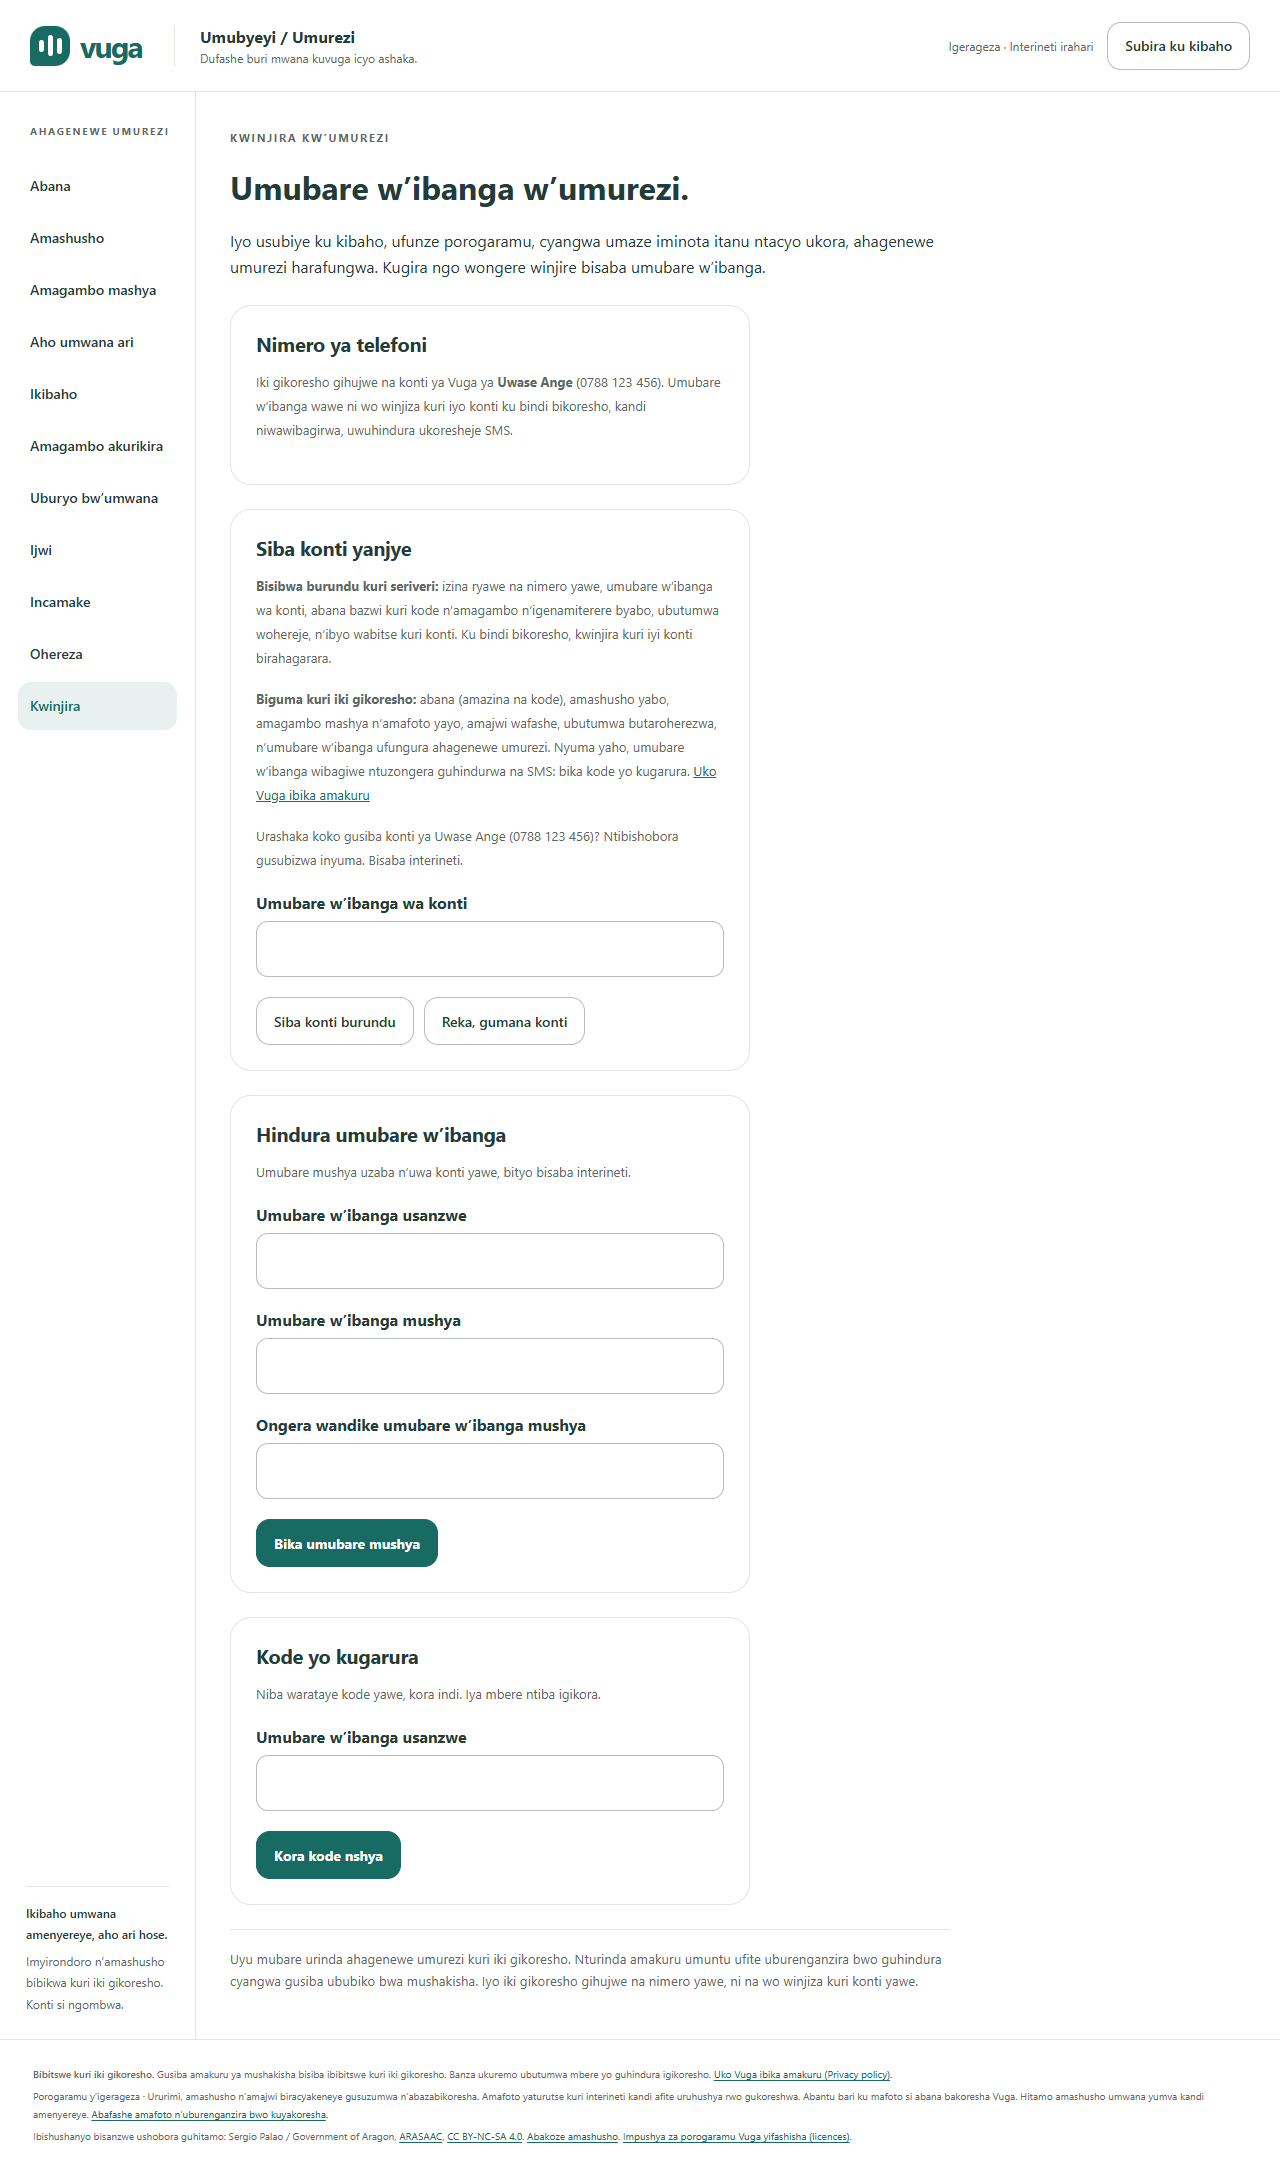 vuga
Umubyeyi / Umurezi
Dufashe buri mwana kuvuga icyo ashaka.
Igerageza · Interineti irahari
Subira ku kibaho
AHAGENEWE UMUREZI
Abana
Amashusho
Amagambo mashya
Aho umwana ari
Ikibaho
Amagambo akurikira
Uburyo bw’umwana
Ijwi
Incamake
Ohereza
Kwinjira
Ikibaho umwana
amenyereye, aho ari hose.
Imyirondoro n’amashusho
bibikwa kuri iki gikoresho.
Konti si ngombwa.
KWINJIRA KW’UMUREZI
Umubare w’ibanga w’umurezi.
Iyo usubiye ku kibaho, ufunze porogaramu, cyangwa umaze iminota itanu ntacyo ukora, ahagenewe
umurezi harafungwa. Kugira ngo wongere winjire bisaba umubare w’ibanga.
Nimero ya telefoni
Iki gikoresho gihujwe na konti ya Vuga ya Uwase Ange (0788 123 456). Umubare
w’ibanga wawe ni wo winjiza kuri iyo konti ku bindi bikoresho, kandi
niwawibagirwa, uwuhindura ukoresheje SMS.
Siba konti yanjye
Bisibwa burundu kuri seriveri: izina ryawe na nimero yawe, umubare w’ibanga
wa konti, abana bazwi kuri kode n’amagambo n’igenamiterere byabo, ubutumwa
wohereje, n’ibyo wabitse kuri konti. Ku bindi bikoresho, kwinjira kuri iyi konti
birahagarara.
Biguma kuri iki gikoresho: abana (amazina na kode), amashusho yabo,
amagambo mashya n’amafoto yayo, amajwi wafashe, ubutumwa butaroherezwa,
n’umubare w’ibanga ufungura ahagenewe umurezi. Nyuma yaho, umubare
w’ibanga wibagiwe ntuzongera guhindurwa na SMS: bika kode yo kugarura. Uko
Vuga ibika amakuru
Urashaka koko gusiba konti ya Uwase Ange (0788 123 456)? Ntibishobora
gusubizwa inyuma. Bisaba interineti.
Umubare w’ibanga wa konti
Siba konti burundu
Reka, gumana konti
Hindura umubare w’ibanga
Umubare mushya uzaba n’uwa konti yawe, bityo bisaba interineti.
Umubare w’ibanga usanzwe
Umubare w’ibanga mushya
Ongera wandike umubare w’ibanga mushya
Bika umubare mushya
Kode yo kugarura
Niba warataye kode yawe, kora indi. Iya mbere ntiba igikora.
Umubare w’ibanga usanzwe
Kora kode nshya
Uyu mubare urinda ahagenewe umurezi kuri iki gikoresho. Nturinda amakuru umuntu ufite uburenganzira bwo guhindura
cyangwa gusiba ububiko bwa mushakisha. Iyo iki gikoresho gihujwe na nimero yawe, ni na wo winjiza kuri konti yawe.
Bibitswe kuri iki gikoresho. Gusiba amakuru ya mushakisha bisiba ibibitswe kuri iki gikoresho. Banza ukuremo ubutumwa mbere yo guhindura igikoresho. Uko Vuga ibika amakuru (Privacy policy).
Porogaramu y’igerageza · Ururimi, amashusho n’amajwi biracyakeneye gusuzumwa n’abazabikoresha. Amafoto yaturutse kuri interineti kandi afite uruhushya rwo gukoreshwa. Abantu bari ku mafoto si abana bakoresha Vuga. Hitamo amashusho umwana yumva kandi
amenyereye. Abafashe amafoto n’uburenganzira bwo kuyakoresha.
Ibishushanyo bisanzwe ushobora guhitamo: Sergio Palao / Government of Aragon, ARASAAC, CC BY-NC-SA 4.0. Abakoze amashusho. Impushya za porogaramu Vuga yifashisha (licences).